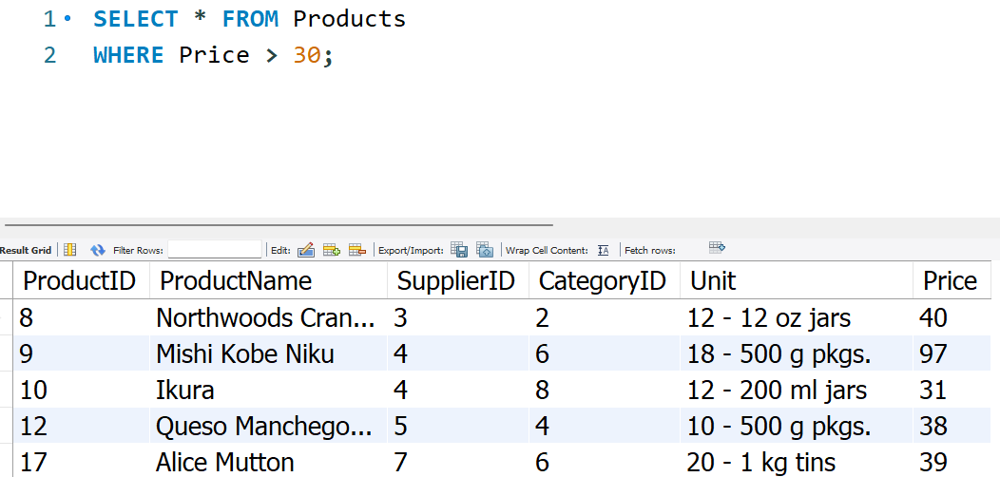 1 SELECT * FROM Products
2 WHERE Price > 30;
Result Grid Filter Rows: Edit: Export/Import: Wrap Cell Content: IA Fetch rows:
ProductID ProductName SupplierID CategoryID Unit Price
8 Northwoods Cran... 3 2 12 - 12 oz jars 40
9 Mishi Kobe Niku 4 6 18 - 500 g pkgs. 97
10 Ikura 4 8 12 - 200 ml jars 31
12 Queso Manchego... 5 4 10 - 500 g pkgs. 38
17 Alice Mutton 7 6 20 - 1 kg tins 39